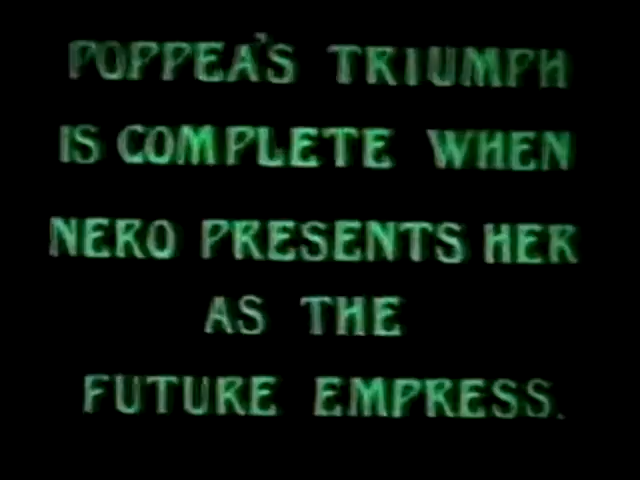 POPPEA'S TRIUMPH
IS COMPLETE WHEN
NERO PRESENTS HER
AS THE
FUTURE EMPRESS.